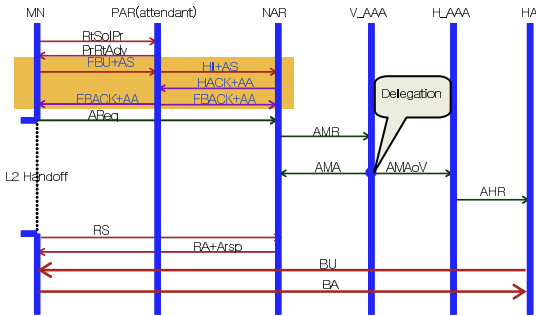 MN PAR(attendant) NAR V_AAA H_AAA HA
RtSolPr
PrRtAdv
FBU+AS HI+AS
HACK+AA
FBACK+AA FBACK+AA
AReq
Dellegation
AMR
AMA AMAoV
L2 Handoff
AHR
RS
RA+Arsp
BU
BA